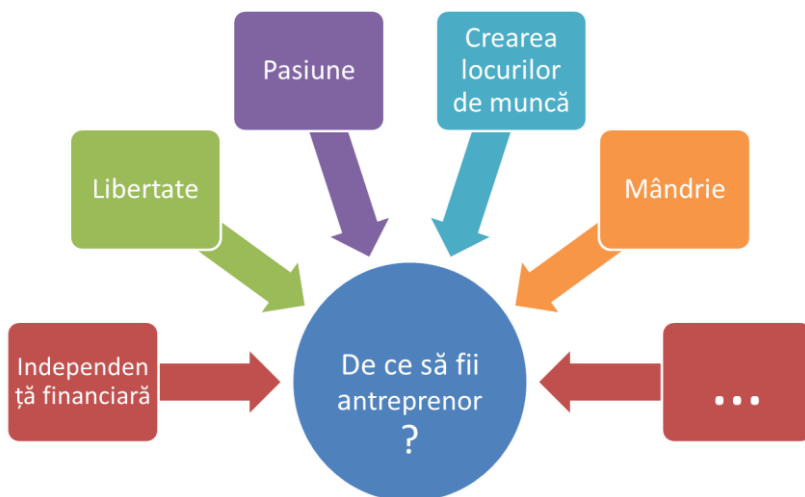 Pasiune
Crearea
locurilor
de muncă
Libertate
Mândrie
Independen
ță financiară
De ce să fii
antreprenor
?
...